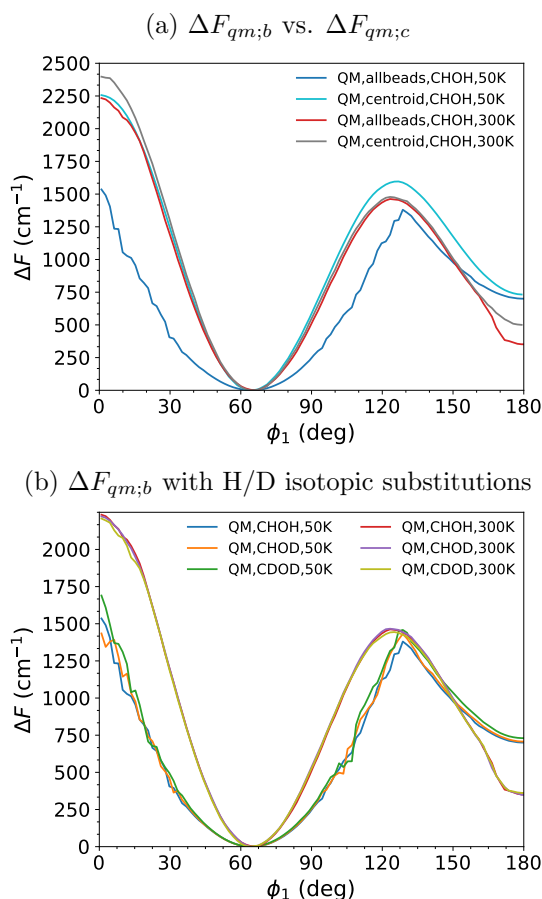 (a) ΔF_{qm;b} vs. ΔF_{qm;c}
QM,allbeads,CHOH,50K
QM,centroid,CHOH,50K
QM,allbeads,CHOH,300K
QM,centroid,CHOH,300K
2500
2250
2000
1750
1500
1250
1000
750
500
250
0
ΔF (cm⁻¹)
0 30 60 90 120 150 180
ϕ₁ (deg)
(b) ΔF_{qm;b} with H/D isotopic substitutions
QM,CHOH,50K QM,CHOH,300K
QM,CHOD,50K QM,CHOD,300K
QM,CDOD,50K QM,CDOD,300K
2000
1750
1500
1250
1000
750
500
250
0
ΔF (cm⁻¹)
0 30 60 90 120 150 180
ϕ₁ (deg)